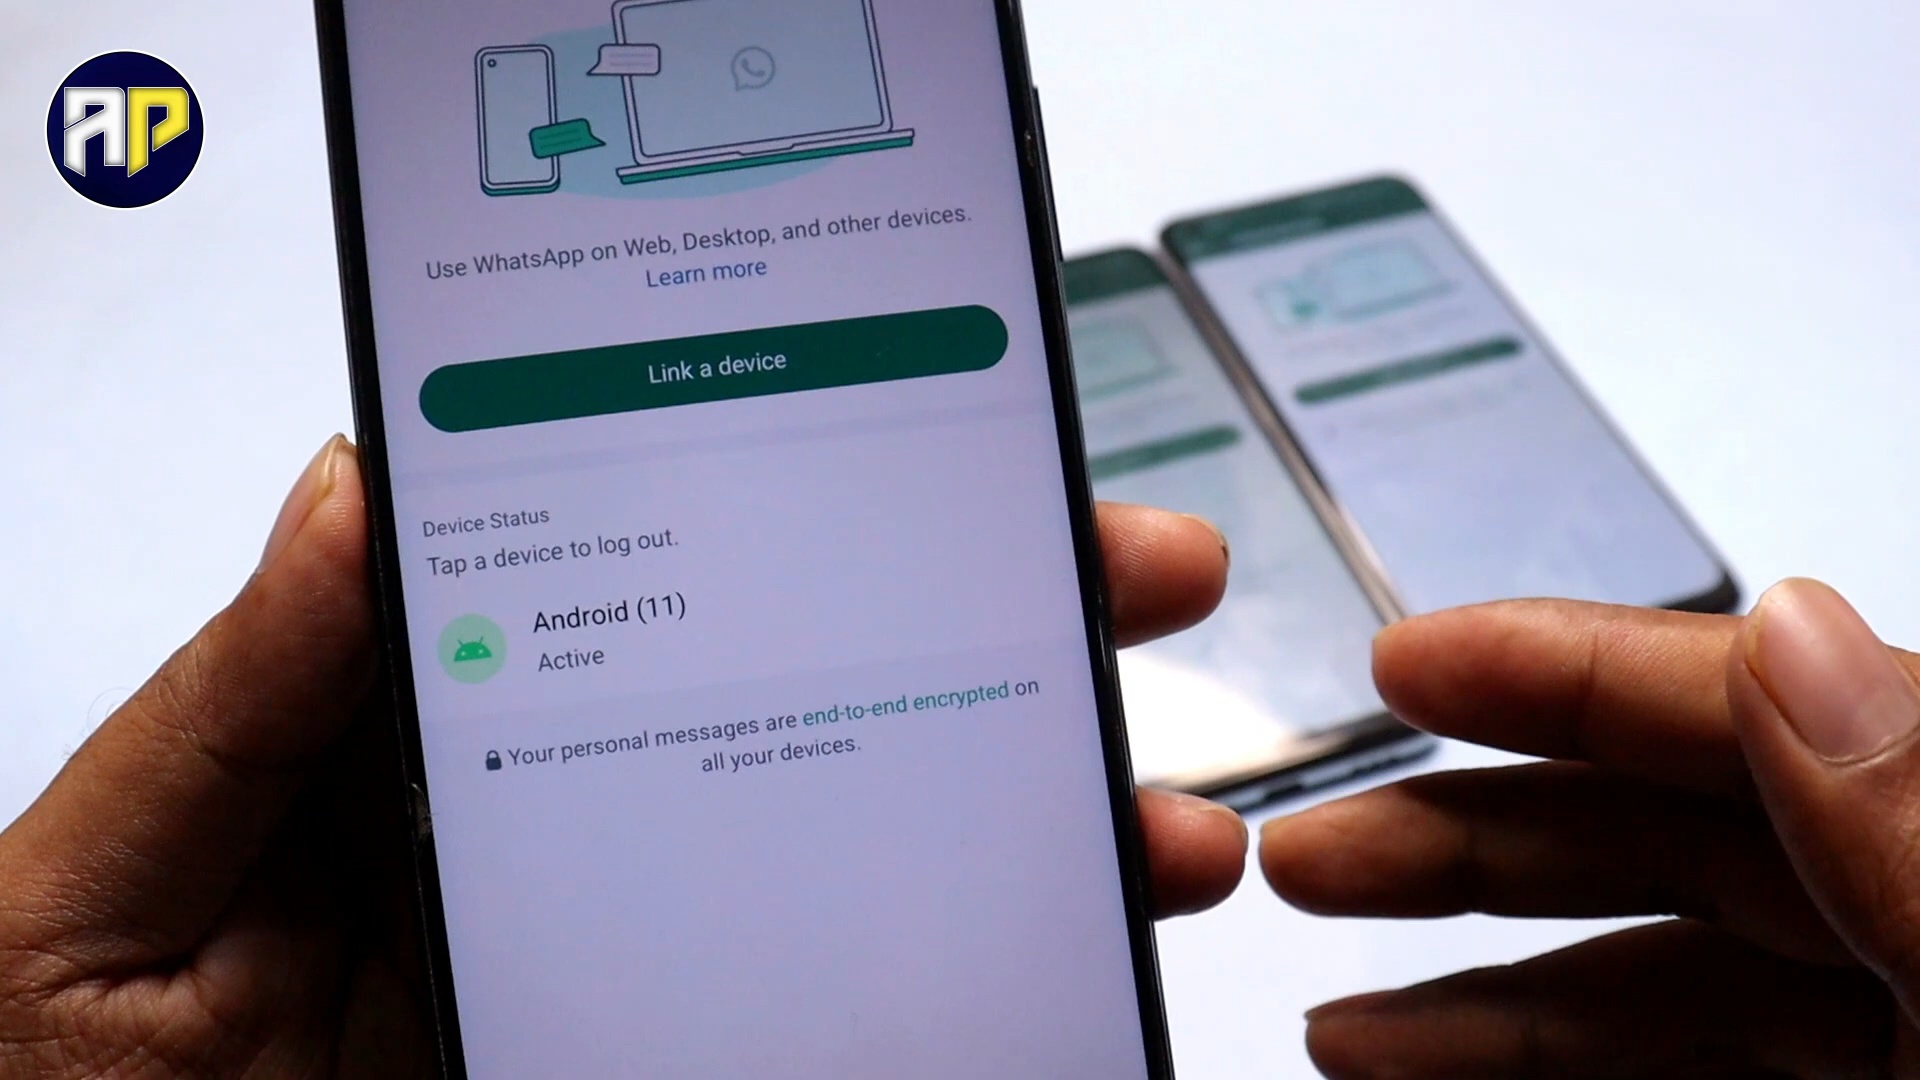 AP
Use WhatsApp on Web, Desktop, and other devices.
Learn more
Link a device
Device Status
Tap a device to log out.
Android (11)
Active
Your personal messages are end-to-end encrypted on
all your devices.